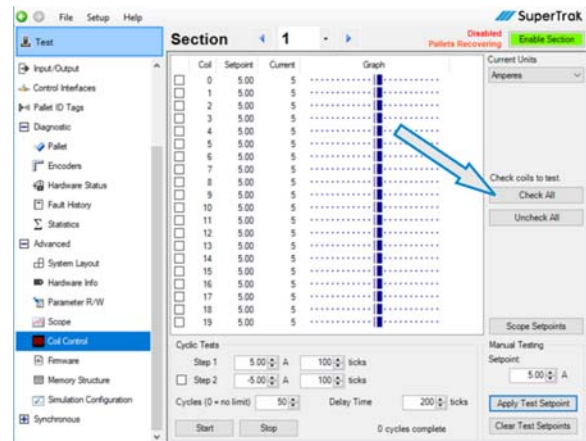 File Setup Help
SuperTrak
Test
Section 1 -
Disabled
Pallets Recovering
Enable Section
Input/Output
Control Interfaces
Pallet ID Tags
Diagnostic
Pallet
Encoders
Hardware Status
Fault History
Statistics
Advanced
System Layout
Hardware Info
Parameter R/W
Scope
Coil Control
Firmware
Memory Structure
Simulation Configuration
Synchronous
Coil Setpoint Current Graph
0 5.00 5
1 5.00 5
2 5.00 5
3 5.00 5
4 5.00 5
5 5.00 5
6 5.00 5
7 5.00 5
8 5.00 5
9 5.00 5
10 5.00 5
11 5.00 5
12 5.00 5
13 5.00 5
14 5.00 5
15 5.00 5
16 5.00 5
17 5.00 5
18 5.00 5
19 5.00 5
Current Units
Amperes
Check coils to test.
Check All
Uncheck All
Scope Setpoints
Cyclic Tests
Step 1 5.00 A 100 ticks
Step 2 -5.00 A 100 ticks
Cycles (0 = no limit) 50 Delay Time 200 ticks
Start Stop 0 cycles complete
Manual Testing
Setpoint:
5.00 A
Apply Test Setpoint
Clear Test Setpoints